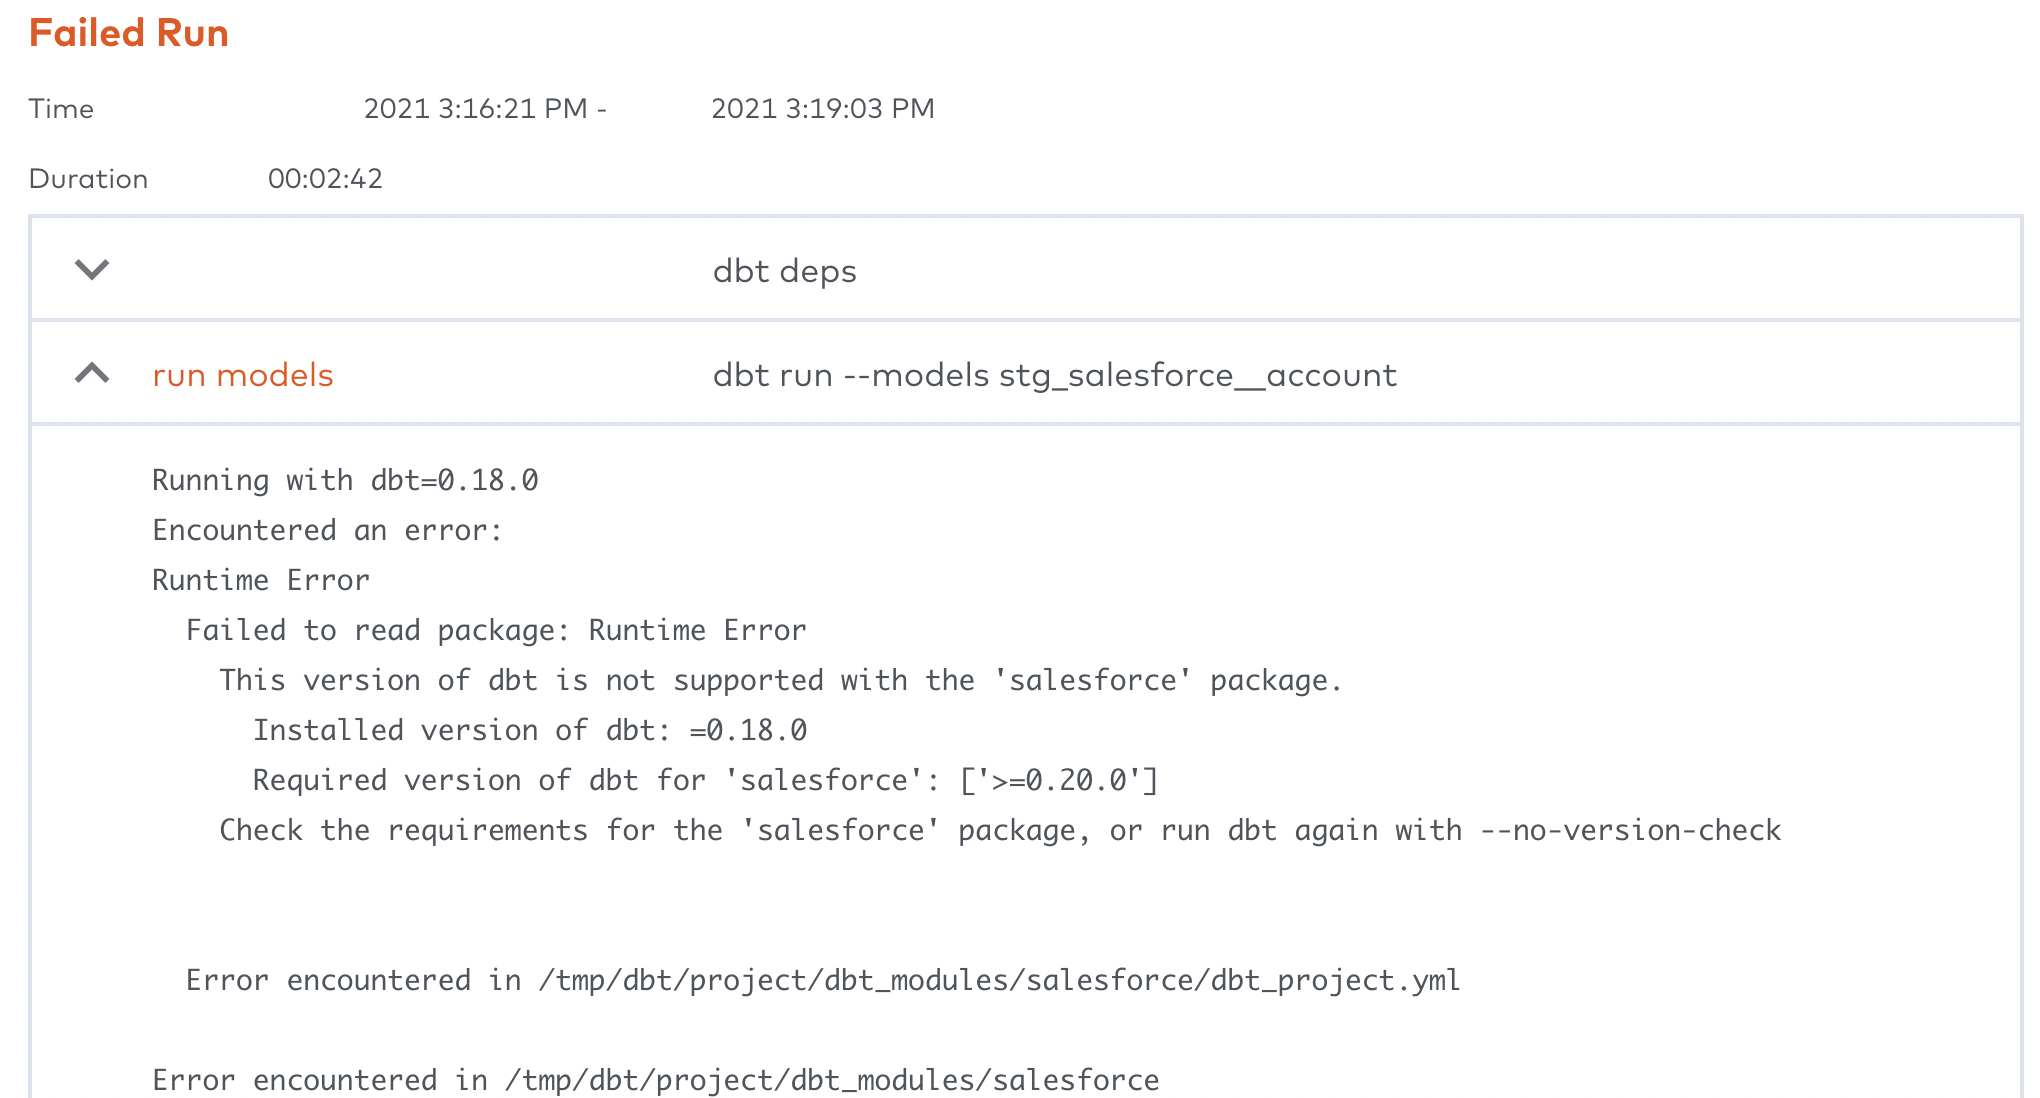 Failed Run
Time 2021 3:16:21 PM - 2021 3:19:03 PM
Duration 00:02:42
dbt deps
run models dbt run --models stg_salesforce__account
Running with dbt=0.18.0
Encountered an error:
Runtime Error
  Failed to read package: Runtime Error
    This version of dbt is not supported with the 'salesforce' package.
      Installed version of dbt: =0.18.0
      Required version of dbt for 'salesforce': ['>=0.20.0']
    Check the requirements for the 'salesforce' package, or run dbt again with --no-version-check
  Error encountered in /tmp/dbt/project/dbt_modules/salesforce/dbt_project.yml
Error encountered in /tmp/dbt/project/dbt_modules/salesforce